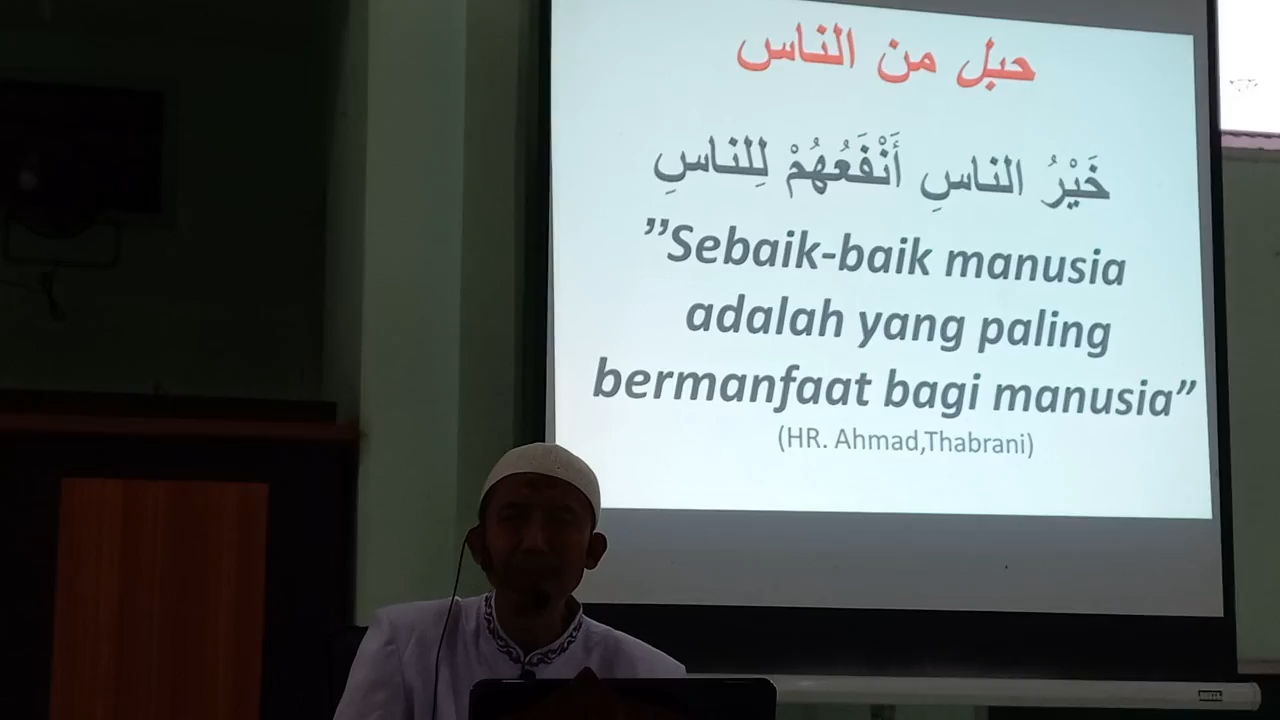 حبل من الناس
خَيْرُ الناسِ أَنْفَعُهُمْ لِلناسِ
”Sebaik-baik manusia
adalah yang paling
bermanfaat bagi manusia”
(HR. Ahmad,Thabrani)